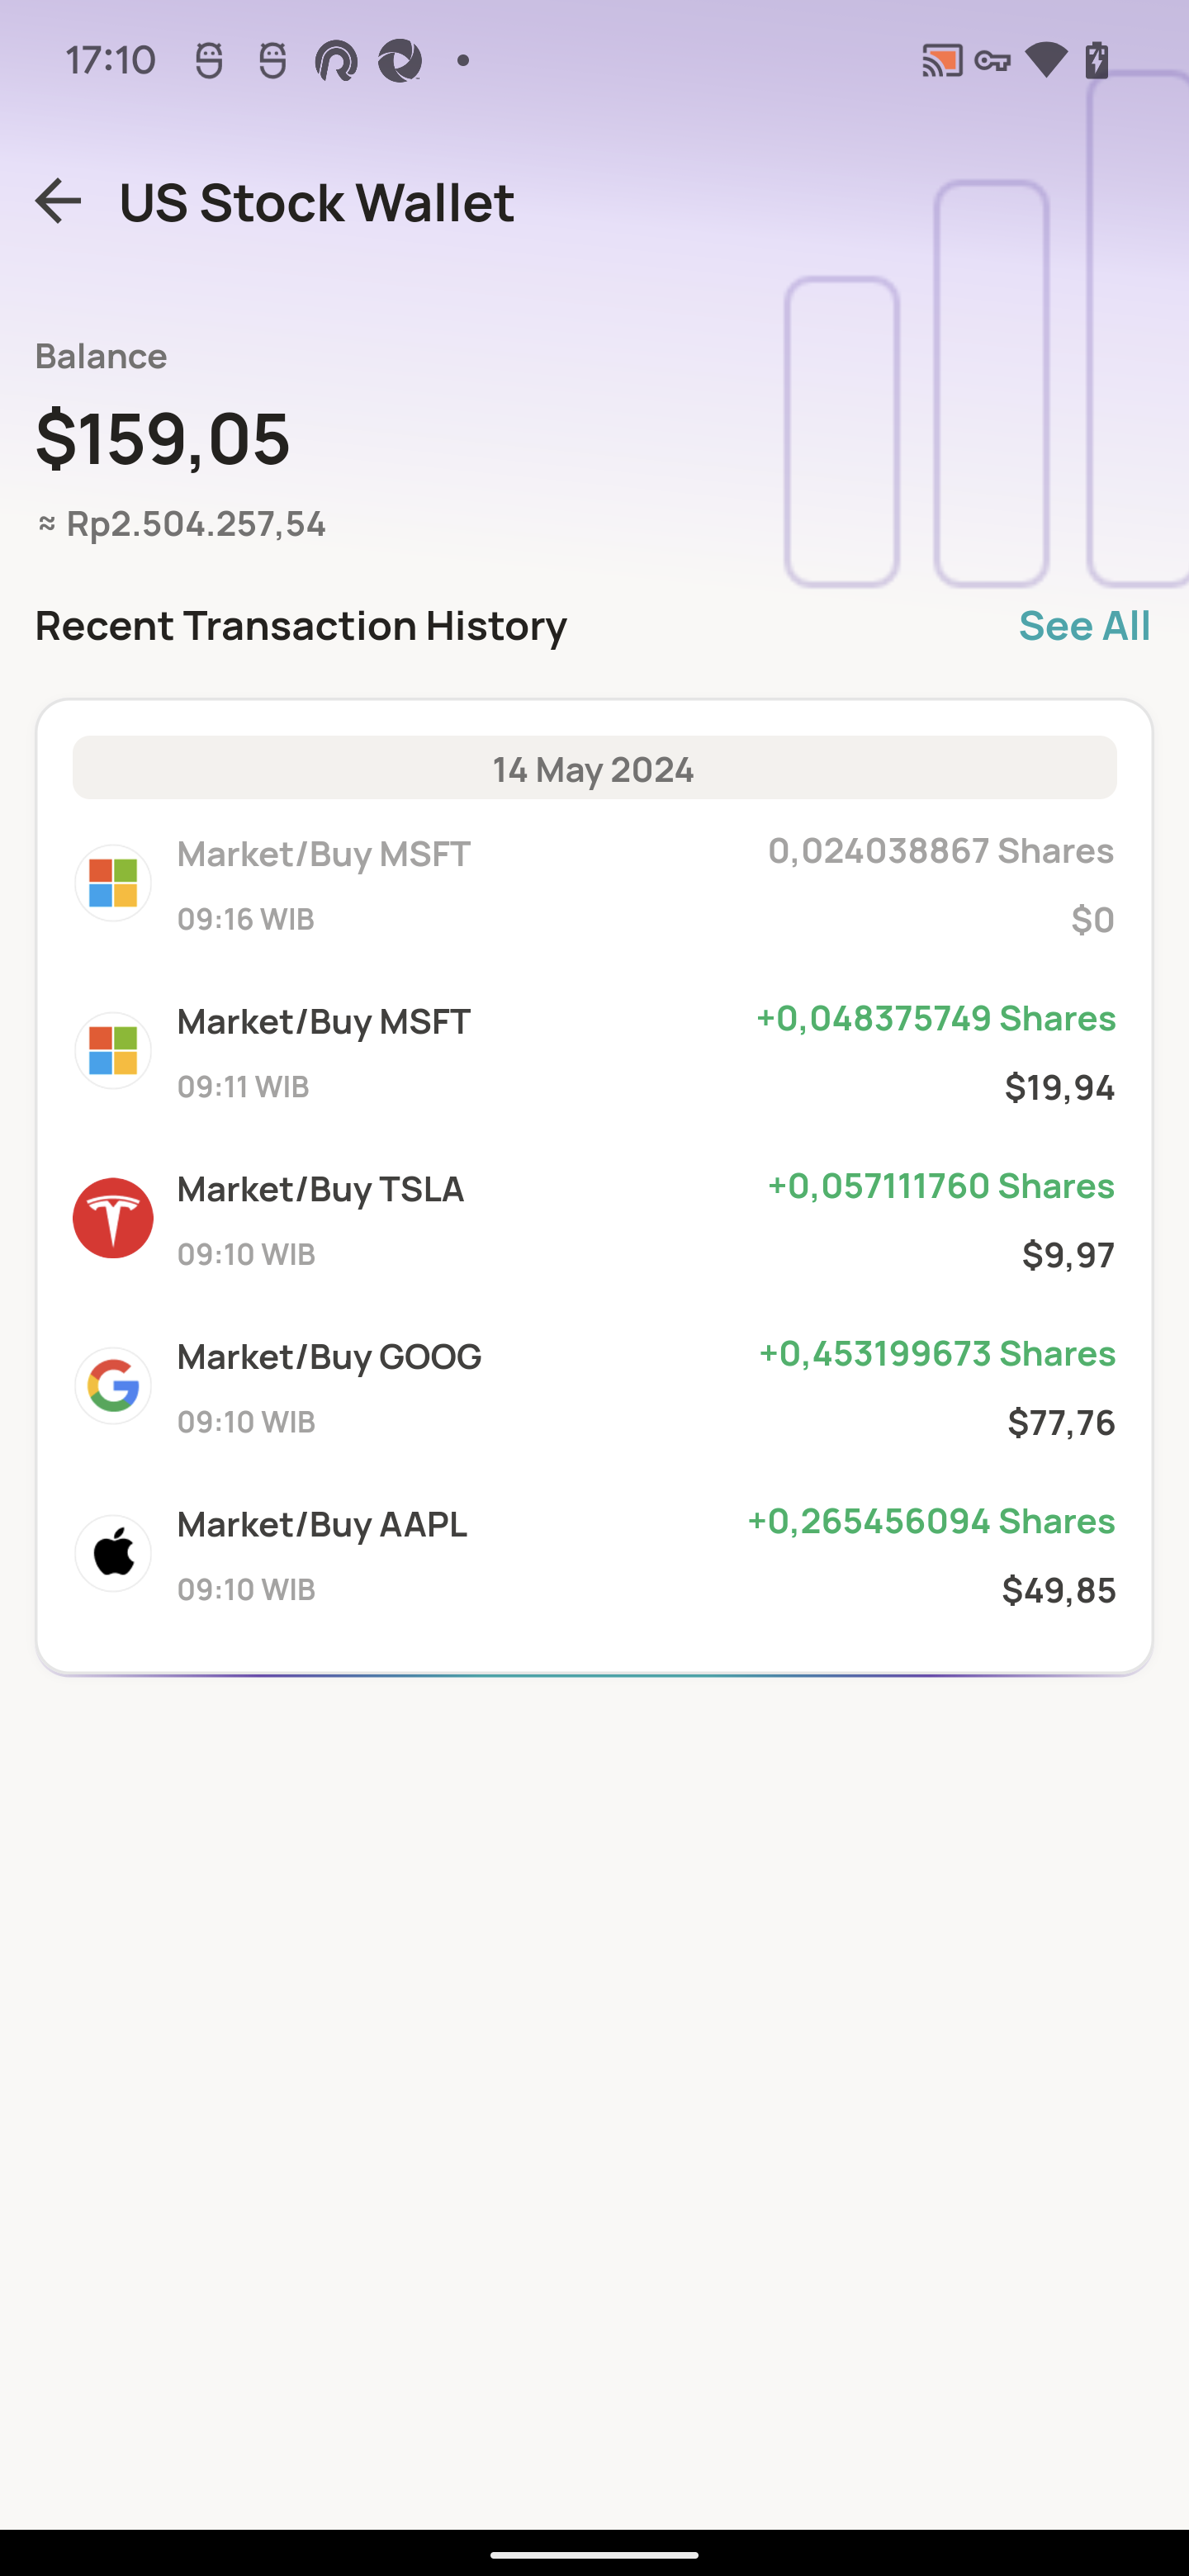 17:10
US Stock Wallet
Balance
$159,05
≈ Rp2.504.257,54
Recent Transaction History
See All
14 May 2024
Market/Buy MSFT
0,024038867 Shares
09:16 WIB
$0
Market/Buy MSFT
+0,048375749 Shares
09:11 WIB
$19,94
Market/Buy TSLA
+0,057111760 Shares
09:10 WIB
$9,97
Market/Buy GOOG
+0,453199673 Shares
09:10 WIB
$77,76
Market/Buy AAPL
+0,265456094 Shares
09:10 WIB
$49,85